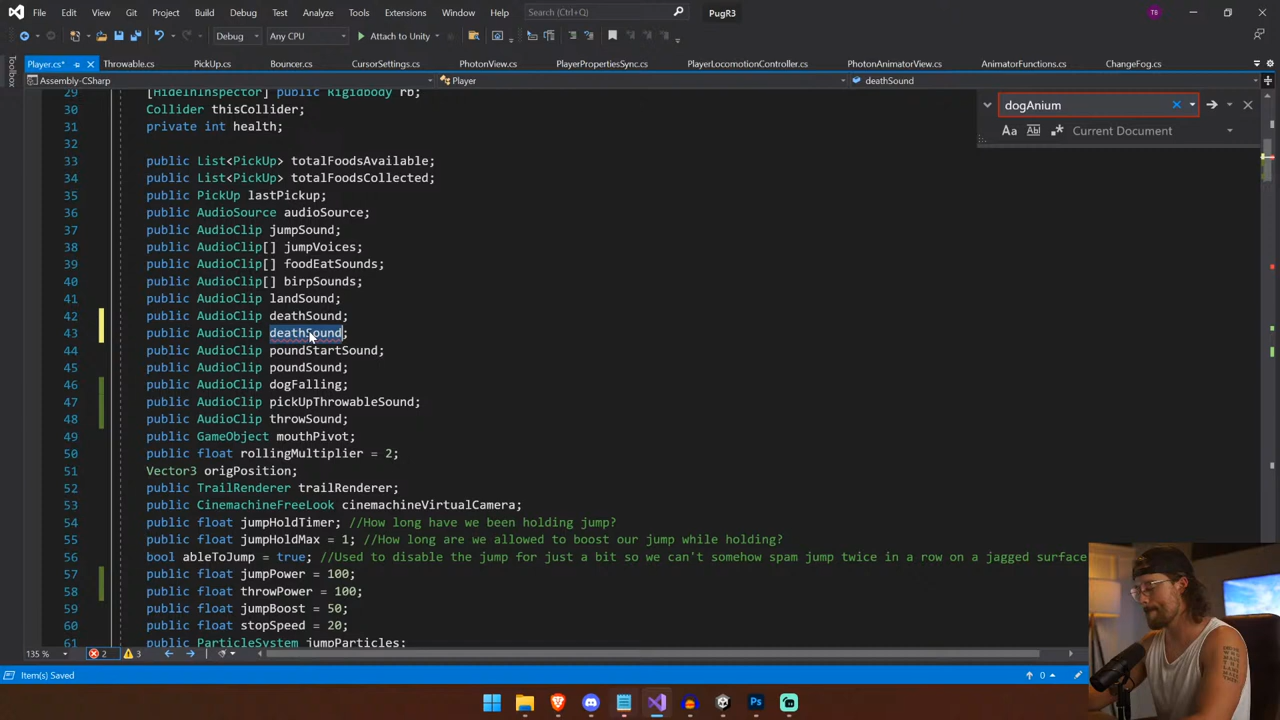 File Edit View Git Project Build Debug Test Analyze Tools Extensions Window Help Search (Ctrl+Q) PugR3 TB
Debug Any CPU Attach to Unity
Player.cs* Throwable.cs PickUp.cs Bouncer.cs CursorSettings.cs PhotonView.cs PlayerPropertiesSync.cs PlayerLocomotionController.cs PhotonAnimatorView.cs AnimatorFunctions.cs ChangeFog.cs
Toolbox
Assembly-CSharp Player deathSound
dogAnium
Aa Current Document
29 [HideInInspector] public Rigidbody rb;
30 Collider thisCollider;
31 private int health;
32
33 public List<PickUp> totalFoodsAvailable;
34 public List<PickUp> totalFoodsCollected;
35 public PickUp lastPickup;
36 public AudioSource audioSource;
37 public AudioClip jumpSound;
38 public AudioClip[] jumpVoices;
39 public AudioClip[] foodEatSounds;
40 public AudioClip[] birpSounds;
41 public AudioClip landSound;
42 public AudioClip deathSound;
43 public AudioClip deathSound;
44 public AudioClip poundStartSound;
45 public AudioClip poundSound;
46 public AudioClip dogFalling;
47 public AudioClip pickUpThrowableSound;
48 public AudioClip throwSound;
49 public GameObject mouthPivot;
50 public float rollingMultiplier = 2;
51 Vector3 origPosition;
52 public TrailRenderer trailRenderer;
53 public CinemachineFreeLook cinemachineVirtualCamera;
54 public float jumpHoldTimer; //How long have we been holding jump?
55 public float jumpHoldMax = 1; //How long are we allowed to boost our jump while holding?
56 bool ableToJump = true; //Used to disable the jump for just a bit so we can't somehow spam jump twice in a row on a jagged surface
57 public float jumpPower = 100;
58 public float throwPower = 100;
59 public float jumpBoost = 50;
60 public float stopSpeed = 20;
61 public ParticleSystem jumpParticles;
135 % 2 3
Item(s) Saved 0